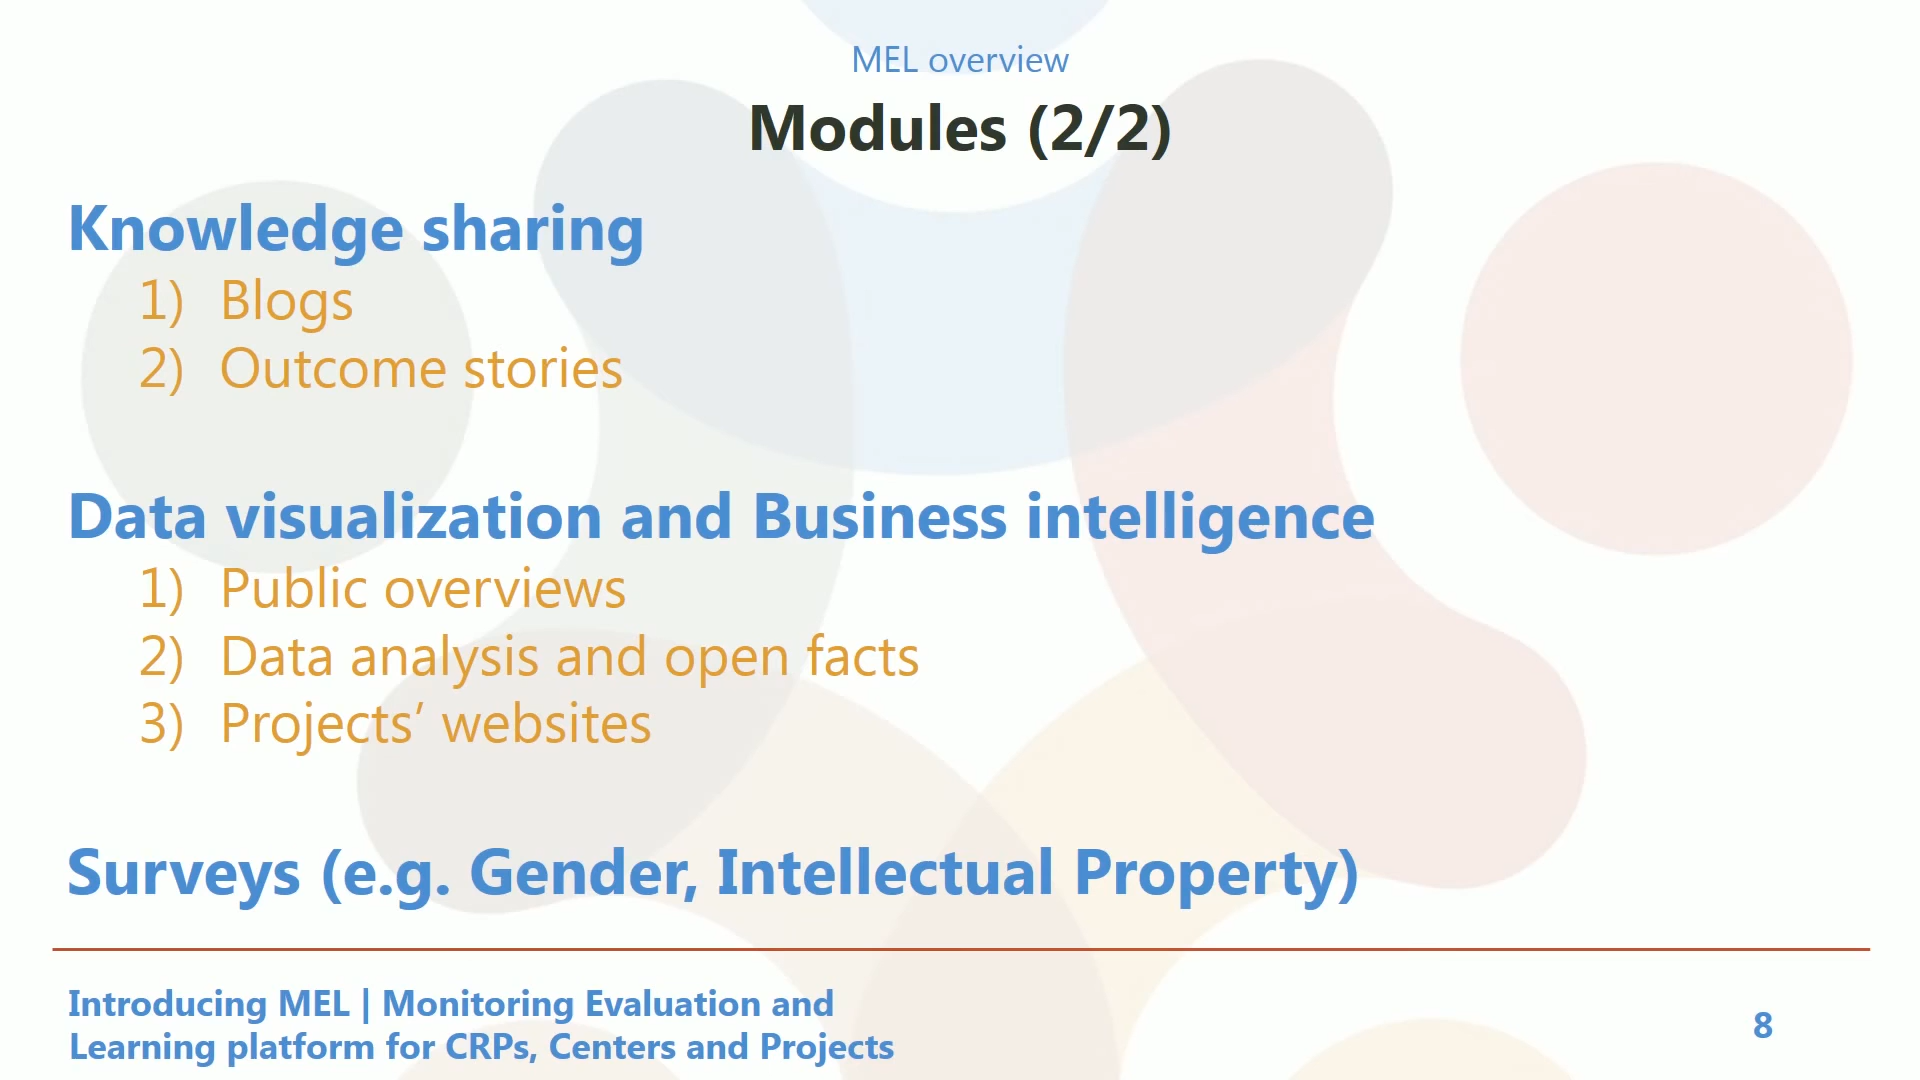 MEL overview
Modules (2/2)
Knowledge sharing
1) Blogs
2) Outcome stories
Data visualization and Business intelligence
1) Public overviews
2) Data analysis and open facts
3) Projects’ websites
Surveys (e.g. Gender, Intellectual Property)
Introducing MEL | Monitoring Evaluation and
Learning platform for CRPs, Centers and Projects
8